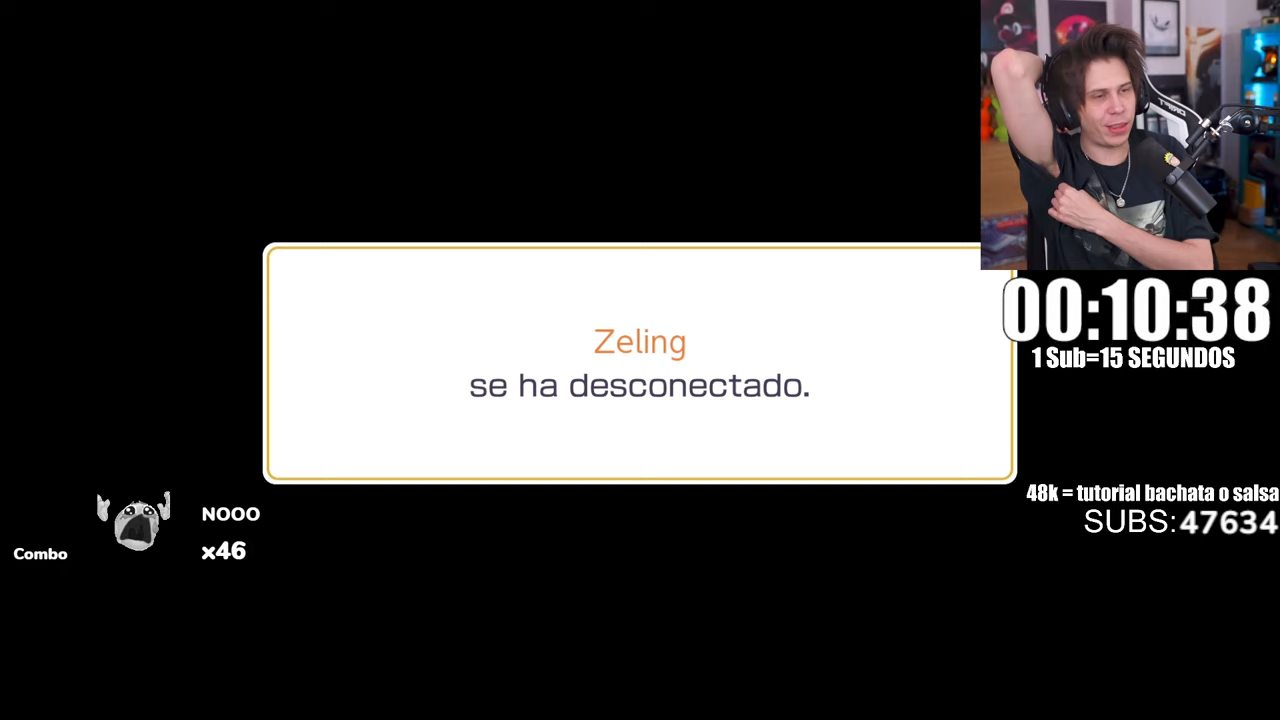 Zeling
se ha desconectado.
00:10:38
1 Sub=15 SEGUNDOS
48k = tutorial bachata o salsa
SUBS: 47634
NOOO
Combo
x46